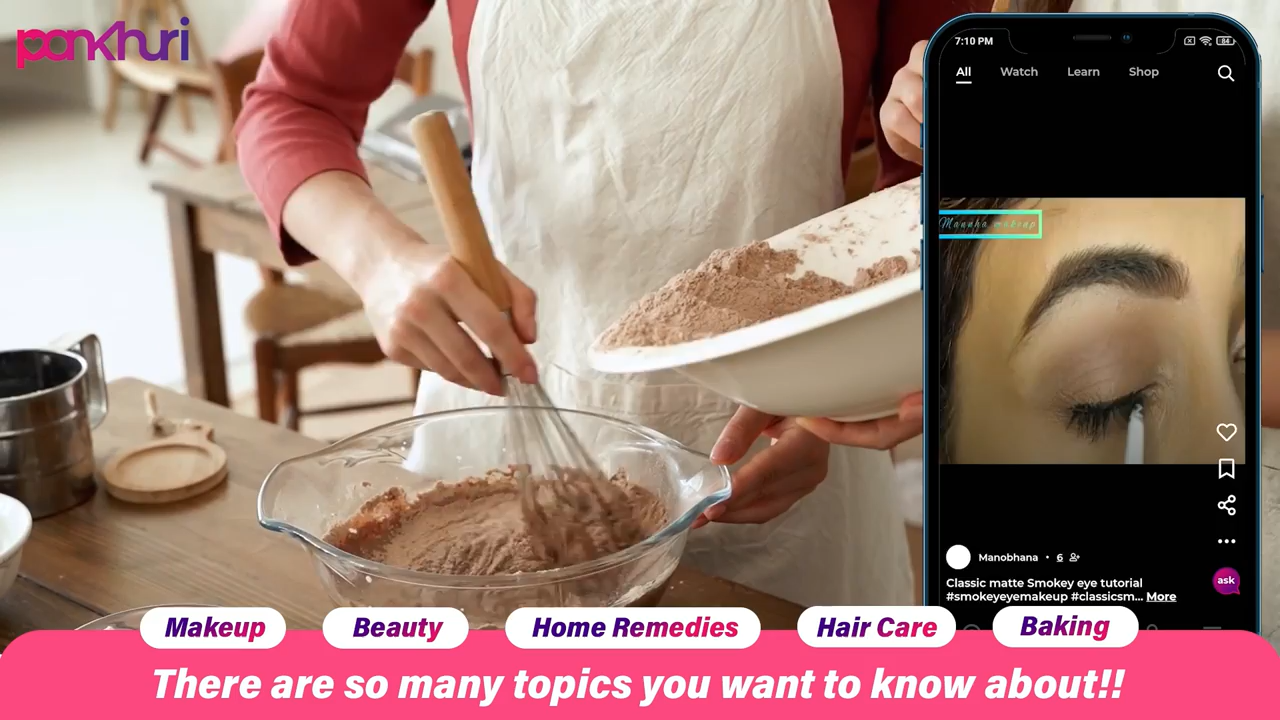 pankhuri
7:10 PM
84
All Watch Learn Shop
Manobhana • 6
Classic matte Smokey eye tutorial
#smokeyeyemakeup #classicsm... More
ask
Makeup Beauty Home Remedies Hair Care Baking
There are so many topics you want to know about!!